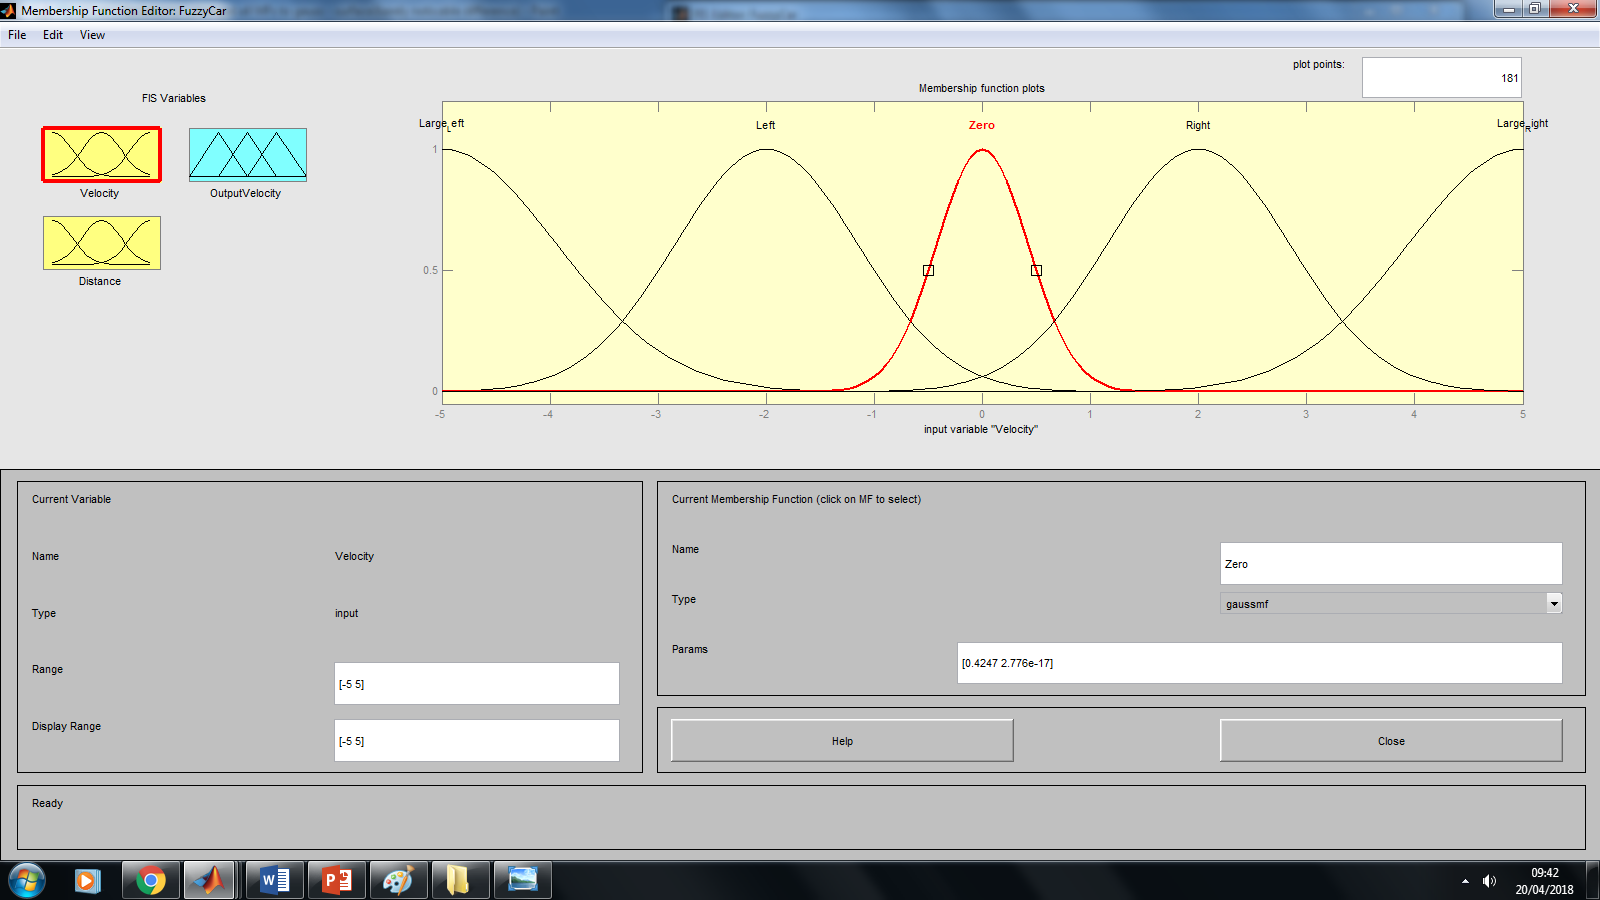 Membership Function Editor: FuzzyCar
File Edit View
plot points: 181
FIS Variables
Membership function plots
Velocity
OutputVelocity
Distance
Large_Left Left Zero Right Large_Right
1
0.5
0
-5 -4 -3 -2 -1 0 1 2 3 4 5
input variable "Velocity"
Current Variable
Name Velocity
Type input
Range [-5 5]
Display Range [-5 5]
Current Membership Function (click on MF to select)
Name Zero
Type gaussmf
Params [0.4247 2.776e-17]
Help Close
Ready
09:42
20/04/2018